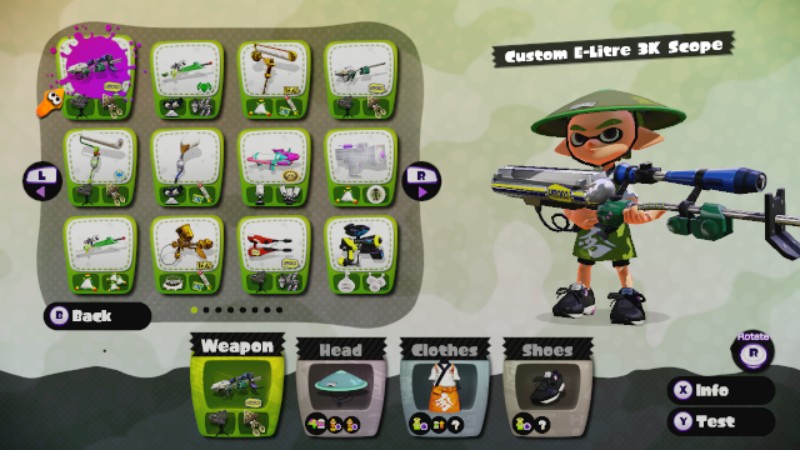 Custom E-Litre 3K Scope
L
R
B Back
Weapon
Head
Clothes
Shoes
Rotate
R
X Info
Y Test